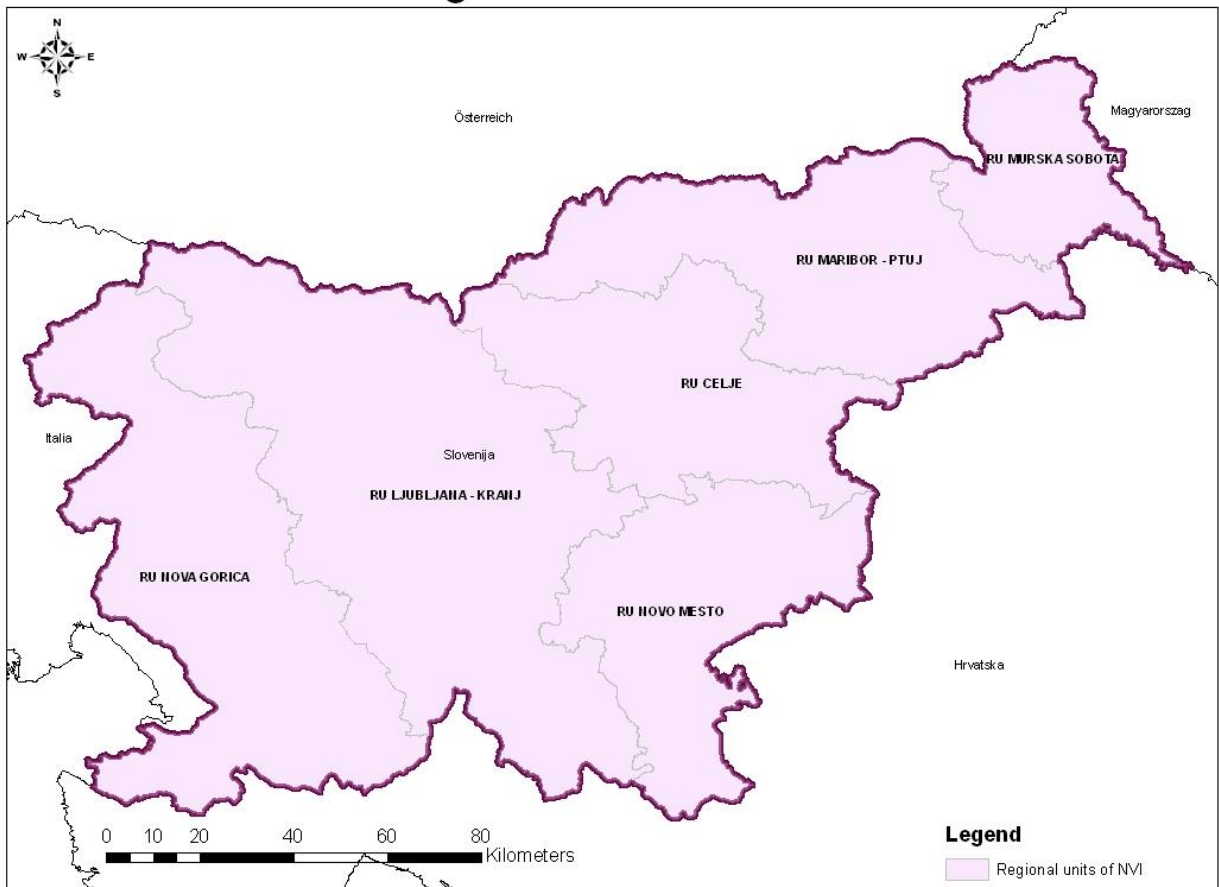 N
W E
S
Österreich
Magyarorszag
RU MURSKA SOBOTA
RU MARIBOR - PTUJ
RU CELJE
Italia
Slovenija
RU LJUBLJANA - KRANJ
RU NOVA GORICA
RU NOVO MESTO
Hrvatska
0 10 20 40 60 80
Kilometers
Legend
Regional units of NVI